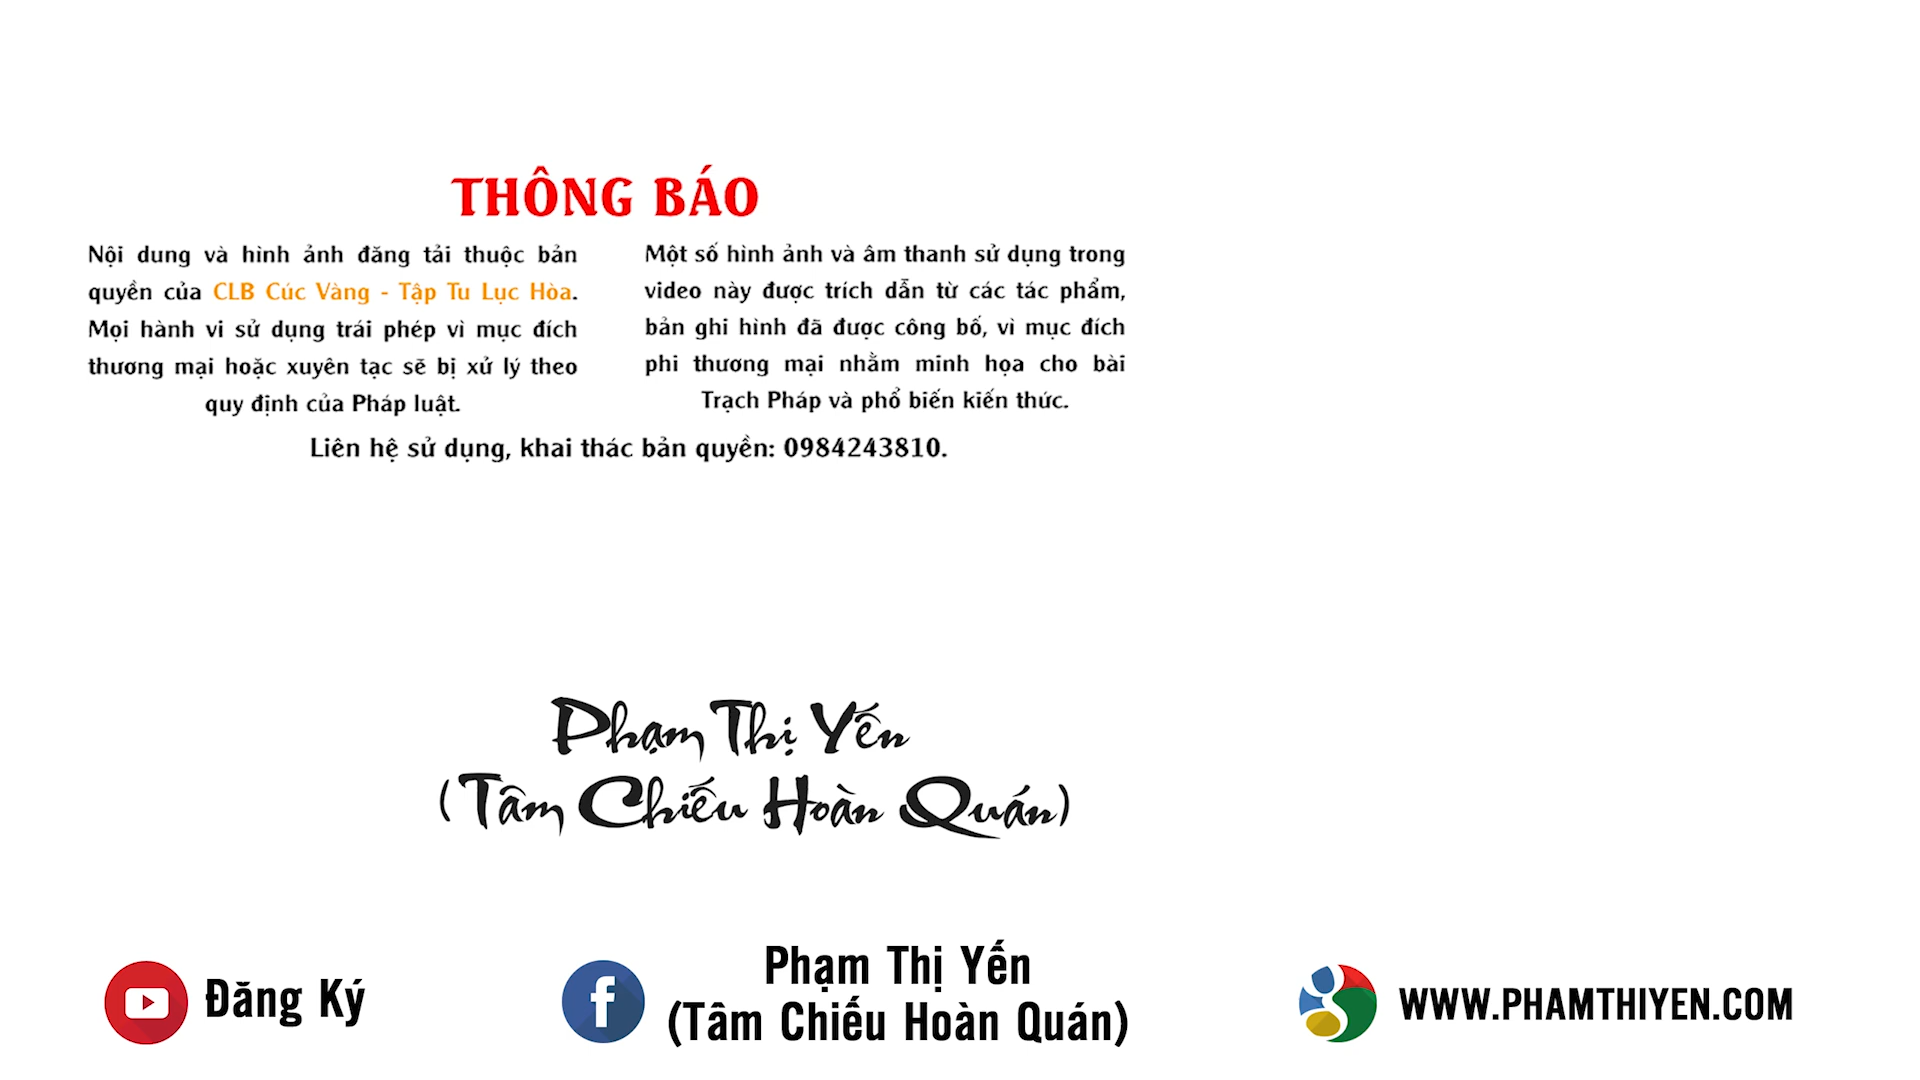 THÔNG BÁO
Nội dung và hình ảnh đăng tải thuộc bản
quyền của CLB Cúc Vàng - Tập Tu Lục Hòa.
Mọi hành vi sử dụng trái phép vì mục đích
thương mại hoặc xuyên tạc sẽ bị xử lý theo
quy định của Pháp luật.
Một số hình ảnh và âm thanh sử dụng trong
video này được trích dẫn từ các tác phẩm,
bản ghi hình đã được công bố, vì mục đích
phi thương mại nhằm minh họa cho bài
Trạch Pháp và phổ biến kiến thức.
Liên hệ sử dụng, khai thác bản quyền: 0984243810.
Phạm Thị Yến
(Tâm Chiếu Hoàn Quán)
Đăng Ký
Phạm Thị Yến
(Tâm Chiếu Hoàn Quán)
WWW.PHAMTHIYEN.COM